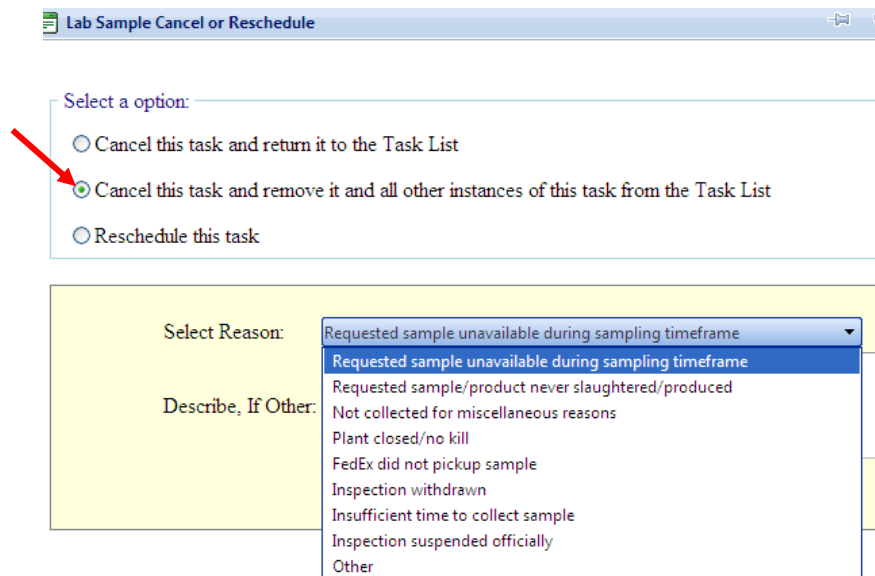 Lab Sample Cancel or Reschedule
Select a option:
Cancel this task and return it to the Task List
Cancel this task and remove it and all other instances of this task from the Task List
Reschedule this task
Select Reason: Requested sample unavailable during sampling timeframe
Requested sample unavailable during sampling timeframe
Requested sample/product never slaughtered/produced
Describe, If Other:
Not collected for miscellaneous reasons
Plant closed/no kill
FedEx did not pickup sample
Inspection withdrawn
Insufficient time to collect sample
Inspection suspended officially
Other